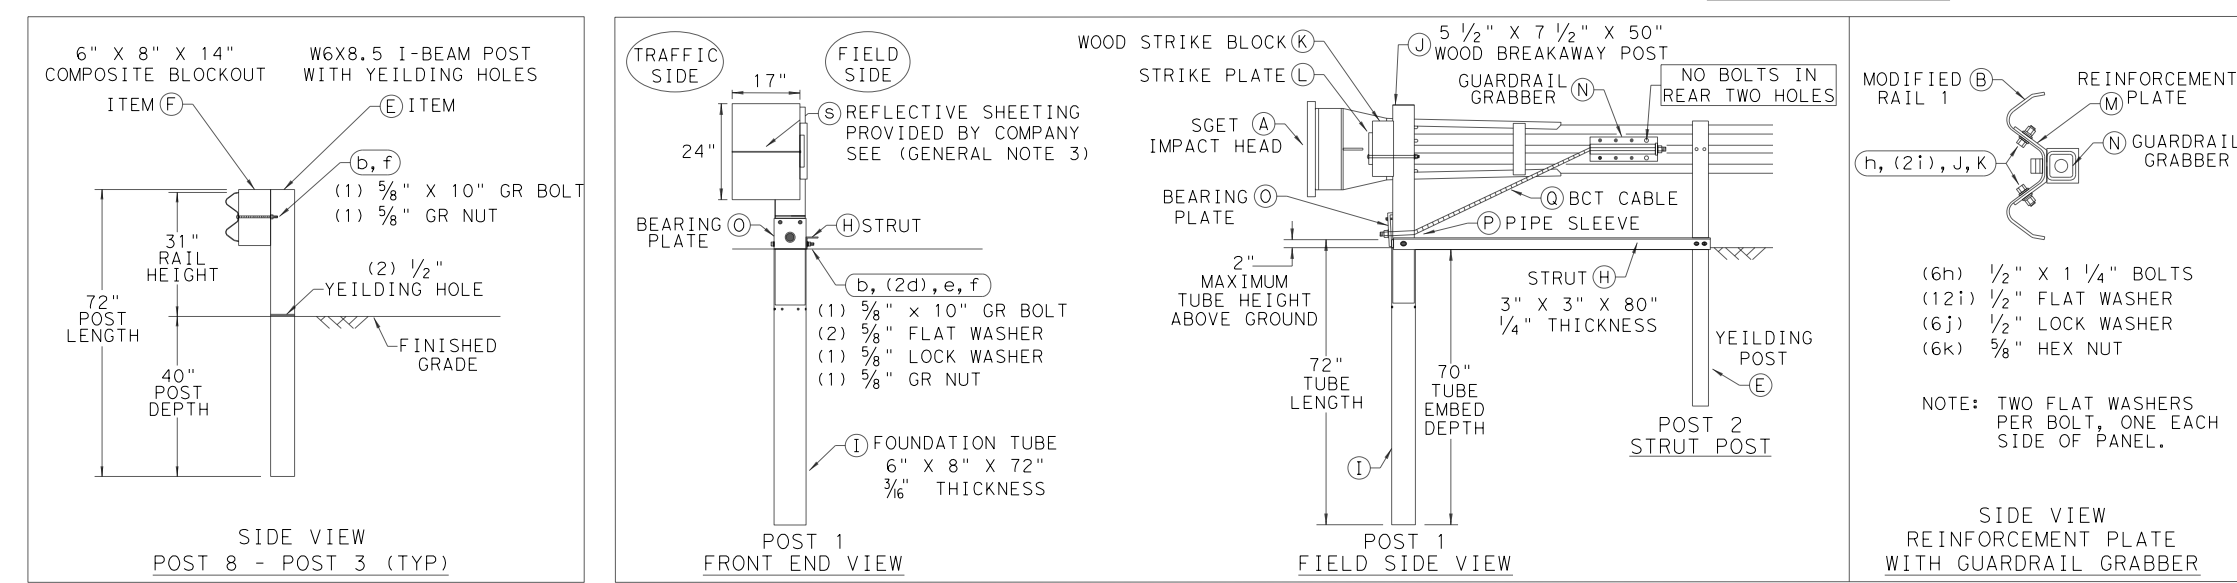 6" X 8" X 14"
COMPOSITE BLOCKOUT
W6X8.5 I-BEAM POST
WITH YEILDING HOLES
ITEM F
E ITEM
b, f
(1) 5/8" X 10" GR BOLT
(1) 5/8" GR NUT
31"
RAIL
HEIGHT
(2) 1/2"
YEILDING HOLE
72"
POST
LENGTH
FINISHED
GRADE
40"
POST
DEPTH
SIDE VIEW
POST 8 - POST 3 (TYP)
TRAFFIC
SIDE
FIELD
SIDE
17"
24"
S REFLECTIVE SHEETING
PROVIDED BY COMPANY
SEE (GENERAL NOTE 3)
BEARING O
PLATE
H STRUT
b, (2d), e, f
(1) 5/8" x 10" GR BOLT
(2) 5/8" FLAT WASHER
(1) 5/8" LOCK WASHER
(1) 5/8" GR NUT
I FOUNDATION TUBE
6" X 8" X 72"
3/16" THICKNESS
POST 1
FRONT END VIEW
WOOD STRIKE BLOCK K
STRIKE PLATE L
J 5 1/2" X 7 1/2" X 50"
WOOD BREAKAWAY POST
GUARDRAIL
GRABBER N
NO BOLTS IN
REAR TWO HOLES
SGET A
IMPACT HEAD
BEARING O
PLATE
Q BCT CABLE
P PIPE SLEEVE
2"
MAXIMUM
TUBE HEIGHT
ABOVE GROUND
STRUT H
3" X 3" X 80"
1/4" THICKNESS
YEILDING
POST
E
72"
TUBE
LENGTH
70"
TUBE
EMBED
DEPTH
I
POST 2
STRUT POST
POST 1
FIELD SIDE VIEW
MODIFIED B
RAIL 1
REINFORCEMENT
M PLATE
N GUARDRAIL
GRABBER
h, (2i), J, K
(6h) 1/2" X 1 1/4" BOLTS
(12i) 1/2" FLAT WASHER
(6j) 1/2" LOCK WASHER
(6k) 5/8" HEX NUT
NOTE: TWO FLAT WASHERS
PER BOLT, ONE EACH
SIDE OF PANEL.
SIDE VIEW
REINFORCEMENT PLATE
WITH GUARDRAIL GRABBER